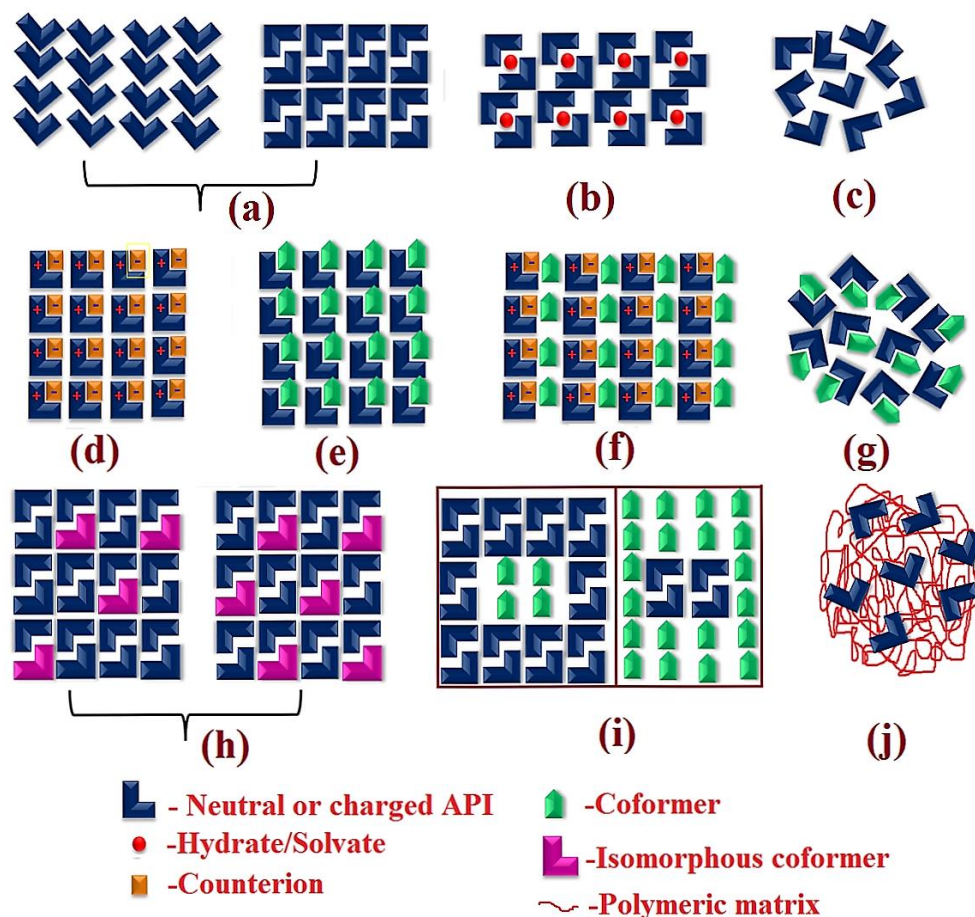 (a)
(b)
(c)
(d)
(e)
(f)
(g)
(h)
(i)
(j)
- Neutral or charged API
-Coformer
-Hydrate/Solvate
-Isomorphous coformer
-Counterion
-Polymeric matrix